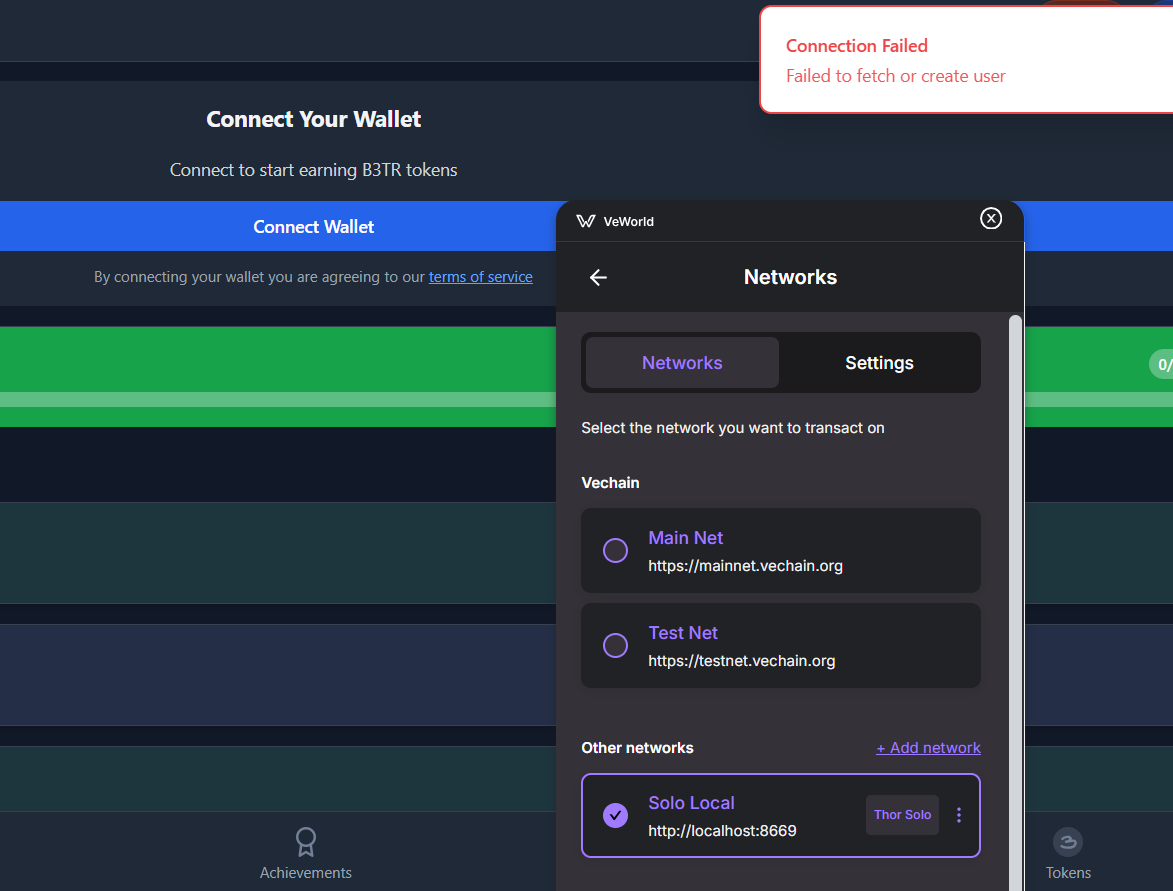 Connection Failed
Failed to fetch or create user
Connect Your Wallet
Connect to start earning B3TR tokens
Connect Wallet
By connecting your wallet you are agreeing to our terms of service
0/
VeWorld
Networks
Networks
Settings
Select the network you want to transact on
Vechain
Main Net
https://mainnet.vechain.org
Test Net
https://testnet.vechain.org
Other networks
+ Add network
Solo Local
http://localhost:8669
Thor Solo
Achievements
Tokens